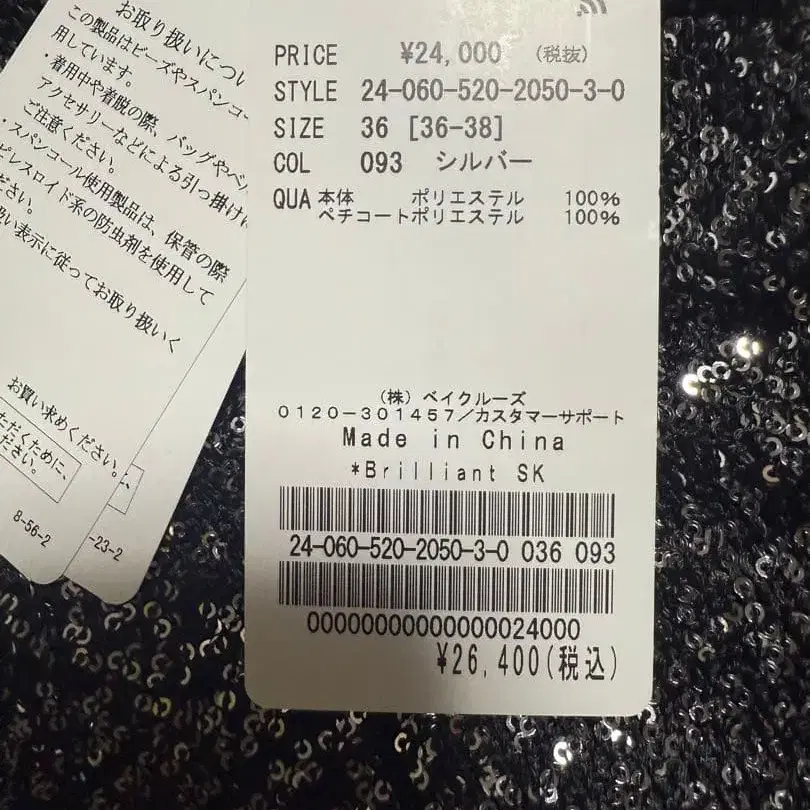 お取り扱いについ
この製品はビーズやスパンコー
用しています。
・着用中や着脱の際、バッグやベル
アクセサリーなどによる引っ掛けに
ご注意ください。
・スパンコール使用製品は、保管の際
ピレスロイド系の防虫剤を使用して
ださい。
扱い表示に従ってお取り扱いく
お買い求めください。
ただくために、
ださい。
8-56-2
-23-2
PRICE ¥24,000 (税抜)
STYLE 24-060-520-2050-3-0
SIZE 36 [36-38]
COL 093 シルバー
QUA 本体 ポリエステル 100%
ペチコートポリエステル 100%
(株) ベイクルーズ
0120-301457/カスタマーサポート
Made in China
*Brilliant SK
24-060-520-2050-3-0 036 093
00000000000000024000
¥26,400(税込)